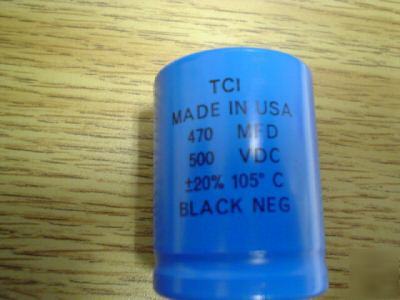 TCI
MADE IN USA
470 MFD
500 VDC
±20% 105° C
BLACK NEG